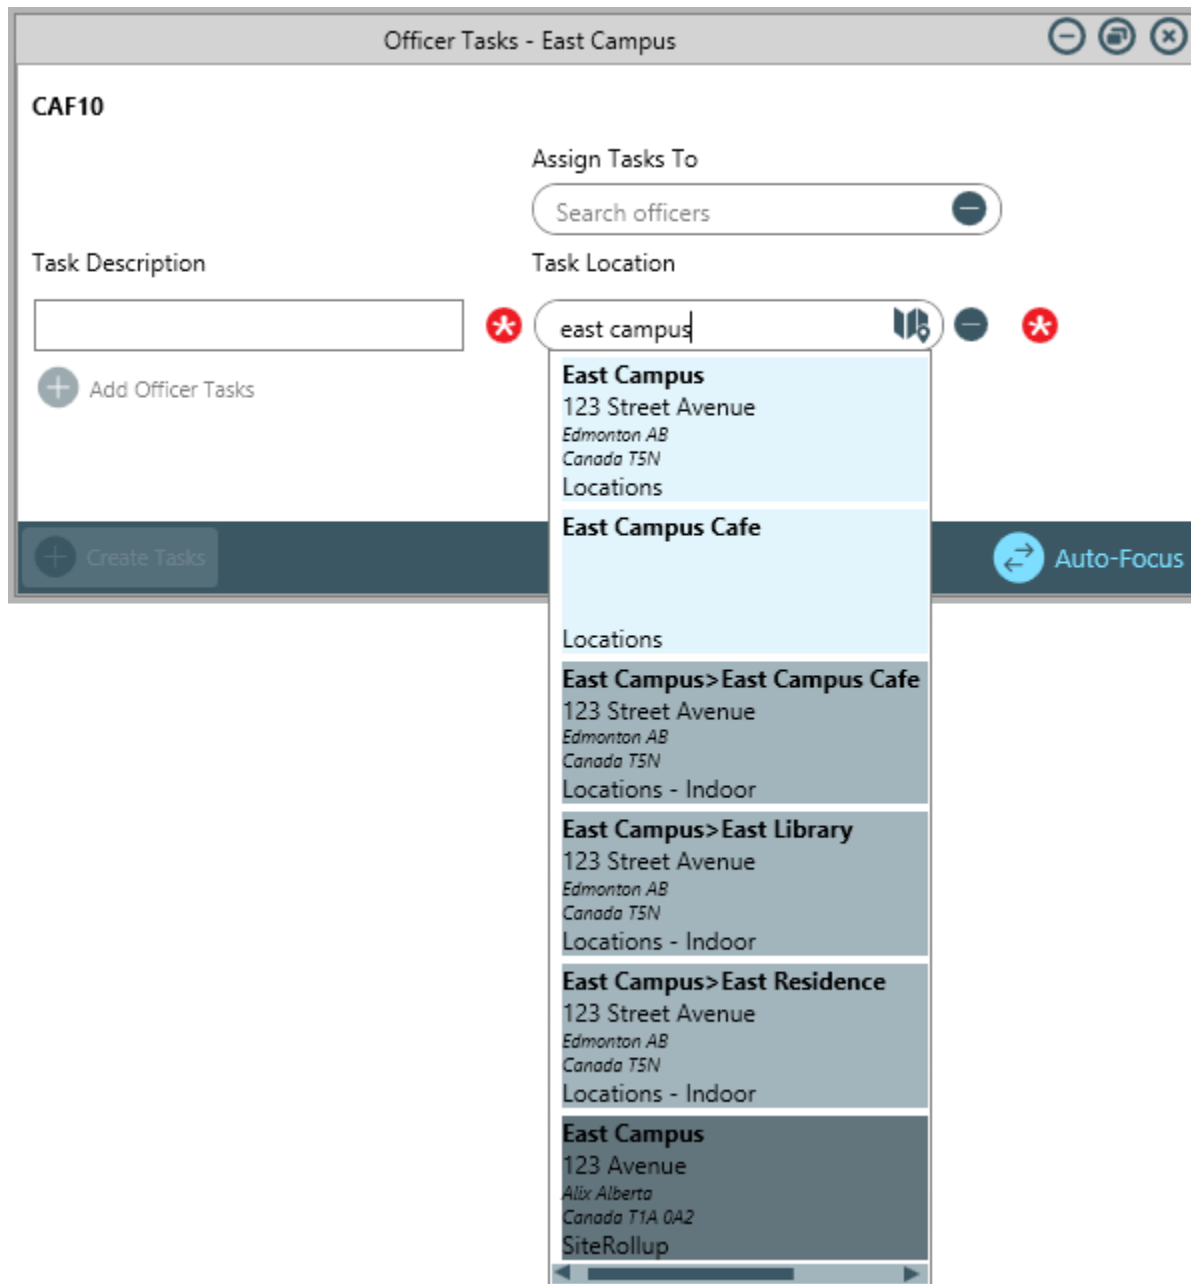 Officer Tasks - East Campus
CAF10
Assign Tasks To
Search officers
Task Description
Task Location
east campus
Add Officer Tasks
East Campus
123 Street Avenue
Edmonton AB
Canada T5N
Locations
East Campus Cafe
Locations
Create Tasks
Auto-Focus
East Campus>East Campus Cafe
123 Street Avenue
Edmonton AB
Canada T5N
Locations - Indoor
East Campus>East Library
123 Street Avenue
Edmonton AB
Canada T5N
Locations - Indoor
East Campus>East Residence
123 Street Avenue
Edmonton AB
Canada T5N
Locations - Indoor
East Campus
123 Avenue
Alix Alberta
Canada T1A 0A2
SiteRollup